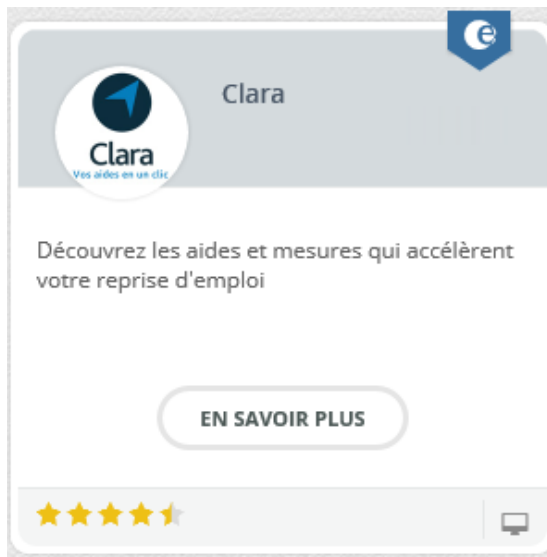 Clara
Clara
Vos aides en un clic
Découvrez les aides et mesures qui accélèrent
votre reprise d'emploi
EN SAVOIR PLUS